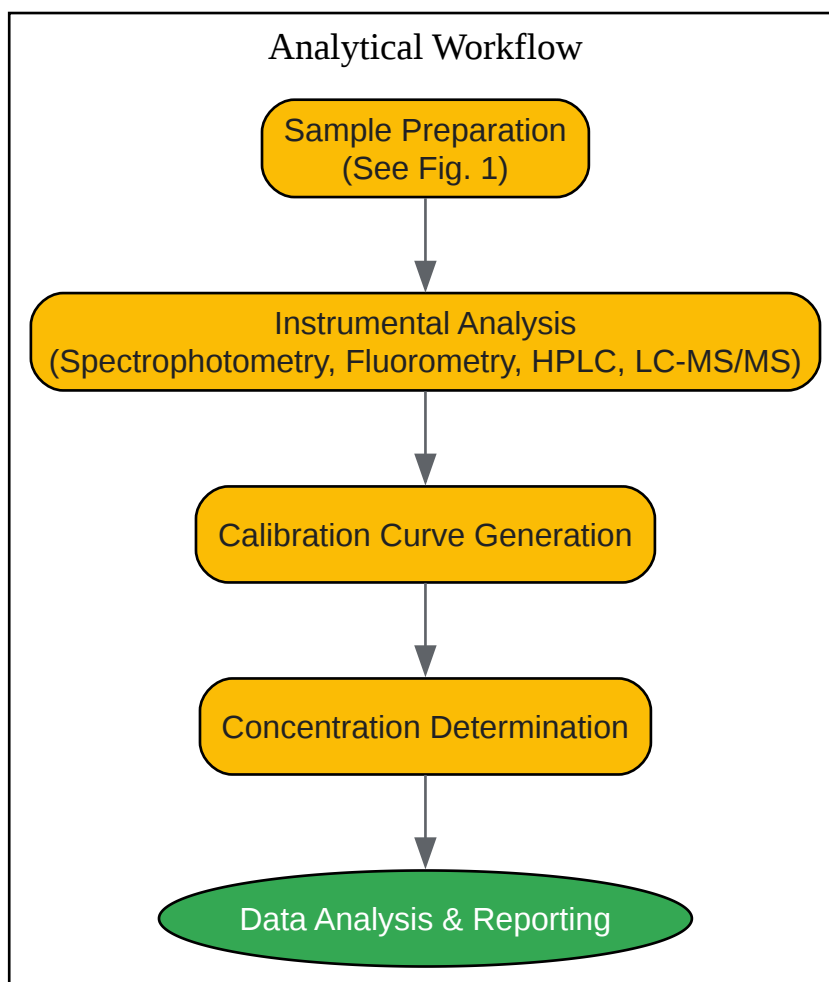 Analytical Workflow
Sample Preparation
(See Fig. 1)
Instrumental Analysis
(Spectrophotometry, Fluorometry, HPLC, LC-MS/MS)
Calibration Curve Generation
Concentration Determination
Data Analysis & Reporting